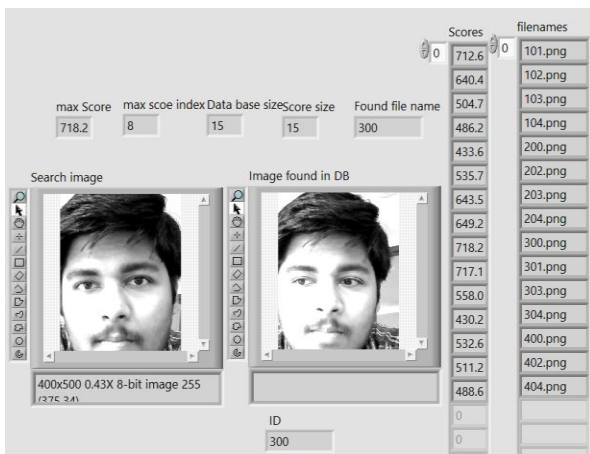 Scores
filenames
0
0
712.6
640.4
504.7
486.2
433.6
535.7
643.5
649.2
718.2
717.1
558.0
430.2
532.6
511.2
488.6
0
0
101.png
102.png
103.png
104.png
200.png
202.png
203.png
204.png
300.png
301.png
303.png
304.png
400.png
402.png
404.png
max Score
max scoe index
Data base size
Score size
Found file name
718.2
8
15
15
300
Search image
Image found in DB
400x500 0.43X 8-bit image 255
(375,34)
ID
300